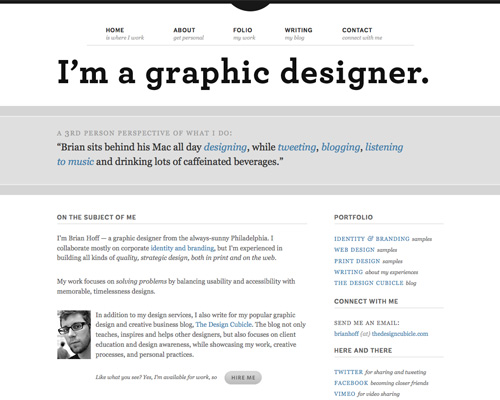 HOME ABOUT FOLIO WRITING CONTACT
is where I work get personal my work my blog connect with me
I'm a graphic designer.
A 3RD PERSON PERSPECTIVE OF WHAT I DO:
“Brian sits behind his Mac all day designing, while tweeting, blogging, listening
to music and drinking lots of caffeinated beverages.”
ON THE SUBJECT OF ME
I'm Brian Hoff — a graphic designer from the always-sunny Philadelphia. I
collaborate mostly on corporate identity and branding, but I'm experienced in
building all kinds of quality, strategic design, both in print and on the web.
My work focuses on solving problems by balancing usability and accessibility with
memorable, timelessness designs.
In addition to my design services, I also write for my popular graphic
design and creative business blog, The Design Cubicle. The blog not only
teaches, inspires and helps other designers, but also focuses on client
education and design awareness, while showcasing my work, creative
processes, and personal practices.
Like what you see? Yes, I'm available for work, so HIRE ME
PORTFOLIO
IDENTITY & BRANDING samples
WEB DESIGN samples
PRINT DESIGN samples
WRITING about my experiences
THE DESIGN CUBICLE blog
CONNECT WITH ME
SEND ME AN EMAIL:
brianhoff {at} thedesigncubicle.com
HERE AND THERE
TWITTER for sharing and tweeting
FACEBOOK becoming closer friends
VIMEO for video sharing